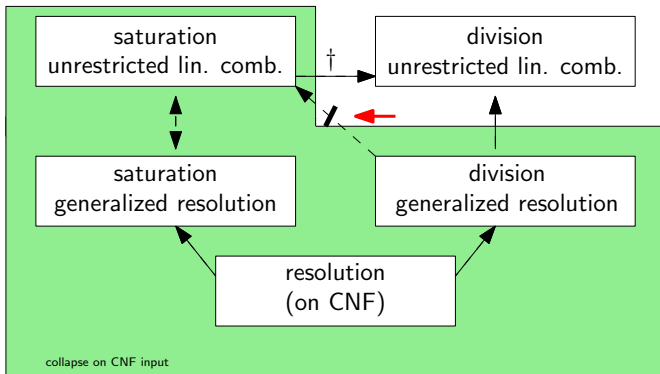 saturation
unrestricted lin. comb.
†
division
unrestricted lin. comb.
saturation
generalized resolution
division
generalized resolution
resolution
(on CNF)
collapse on CNF input